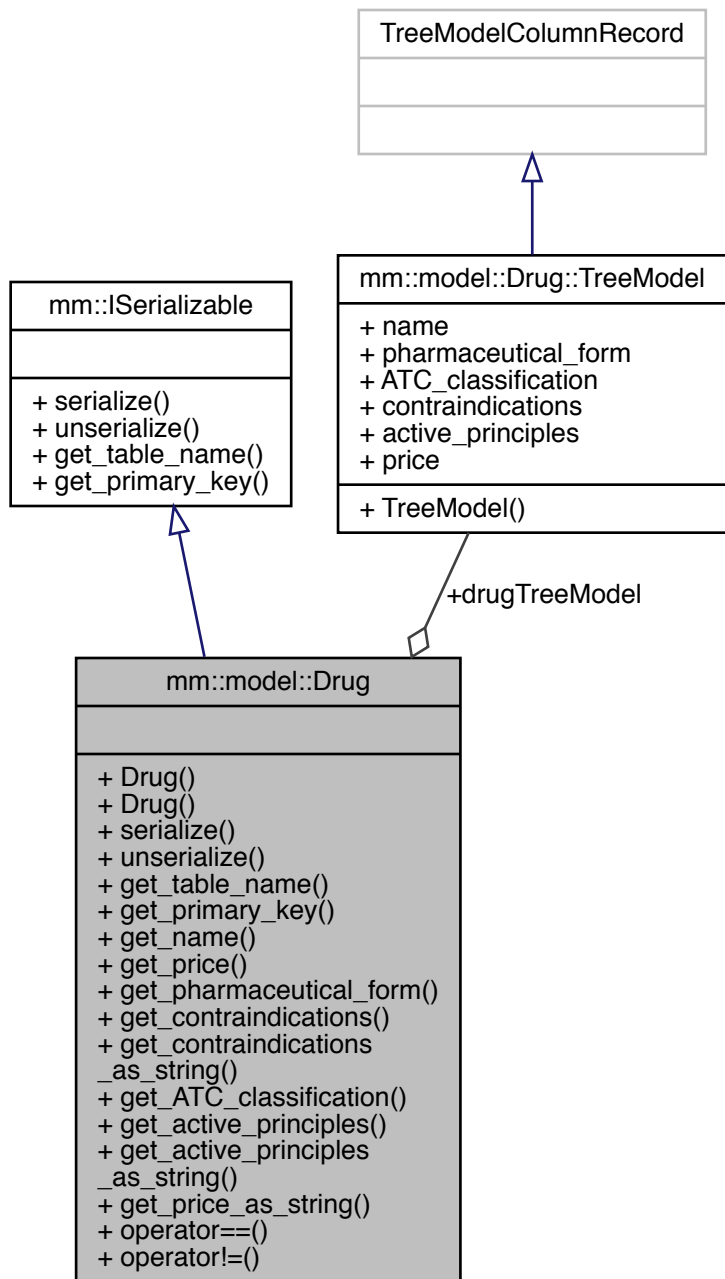 TreeModelColumnRecord
mm::ISerializable
+ serialize()
+ unserialize()
+ get_table_name()
+ get_primary_key()
mm::model::Drug::TreeModel
+ name
+ pharmaceutical_form
+ ATC_classification
+ contraindications
+ active_principles
+ price
+ TreeModel()
+drugTreeModel
mm::model::Drug
+ Drug()
+ Drug()
+ serialize()
+ unserialize()
+ get_table_name()
+ get_primary_key()
+ get_name()
+ get_price()
+ get_pharmaceutical_form()
+ get_contraindications()
+ get_contraindications
_as_string()
+ get_ATC_classification()
+ get_active_principles()
+ get_active_principles
_as_string()
+ get_price_as_string()
+ operator==()
+ operator!=()